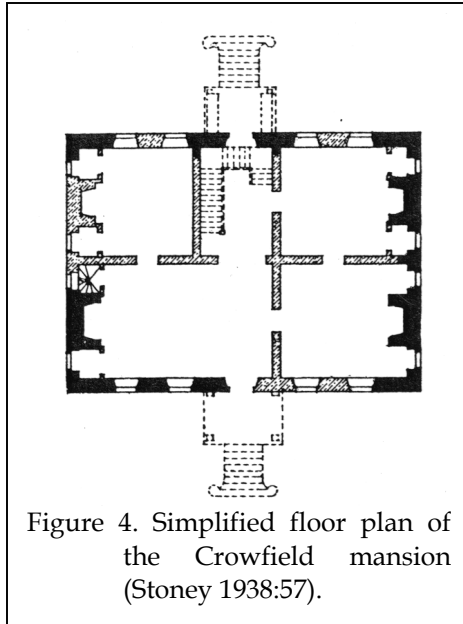 Figure 4. Simplified floor plan of
the Crowfield mansion
(Stoney 1938:57).